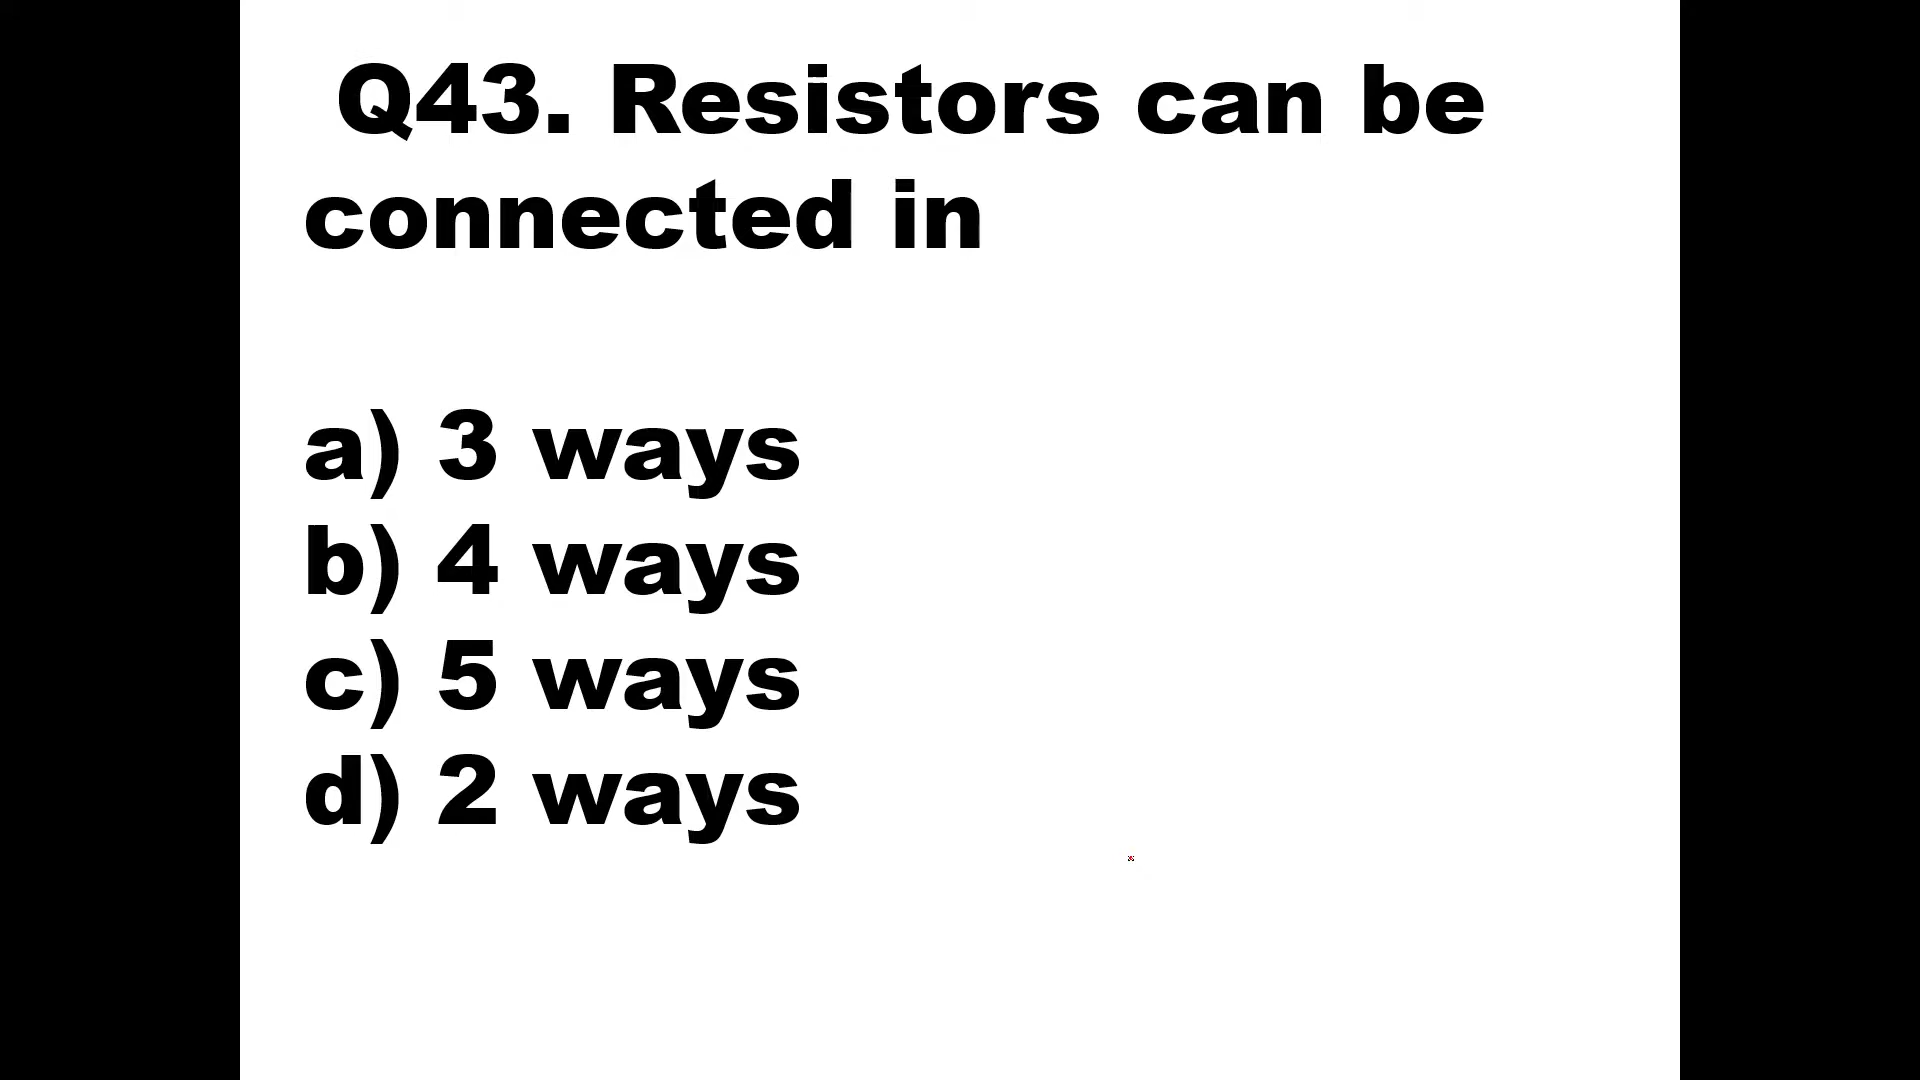 Q43. Resistors can be
connected in
a) 3 ways
b) 4 ways
c) 5 ways
d) 2 ways